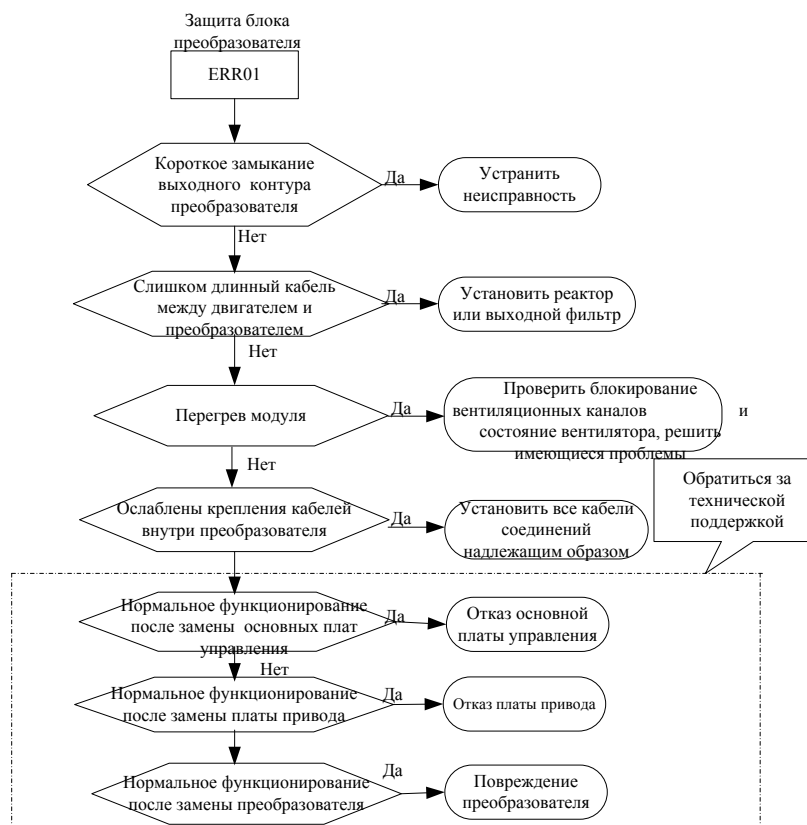 Защита блока
преобразователя
ERR01
Короткое замыкание
выходного контура
преобразователя
Да
Устранить
неисправность
Нет
Слишком длинный кабель
между двигателем и
преобразователем
Да
Установить реактор
или выходной фильтр
Нет
Перегрев модуля
Да
Проверить блокирование
вентиляционных каналов и
состояние вентилятора, решить
имеющиеся проблемы
Нет
Обратиться за
технической
поддержкой
Ослаблены крепления кабелей
внутри преобразователя
Да
Установить все кабели
соединений
надлежащим образом
Нормальное функционирование
после замены основных плат
управления
Да
Отказ основной
платы управления
Нет
Нормальное функционирование
после замены платы привода
Да
Отказ платы привода
Нормальное функционирование
после замены преобразователя
Да
Повреждение
преобразователя